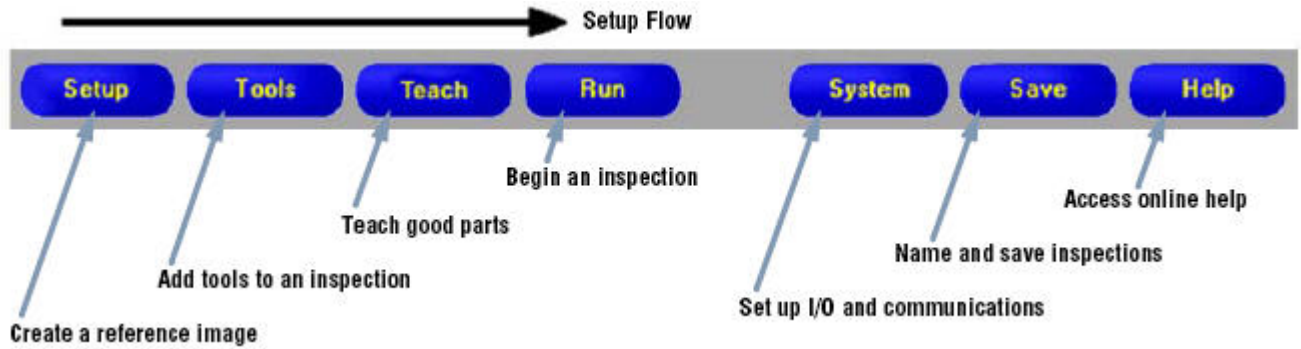 Setup Flow
Setup
Tools
Teach
Run
System
Save
Help
Begin an inspection
Access online help
Teach good parts
Name and save inspections
Add tools to an inspection
Set up I/O and communications
Create a reference image